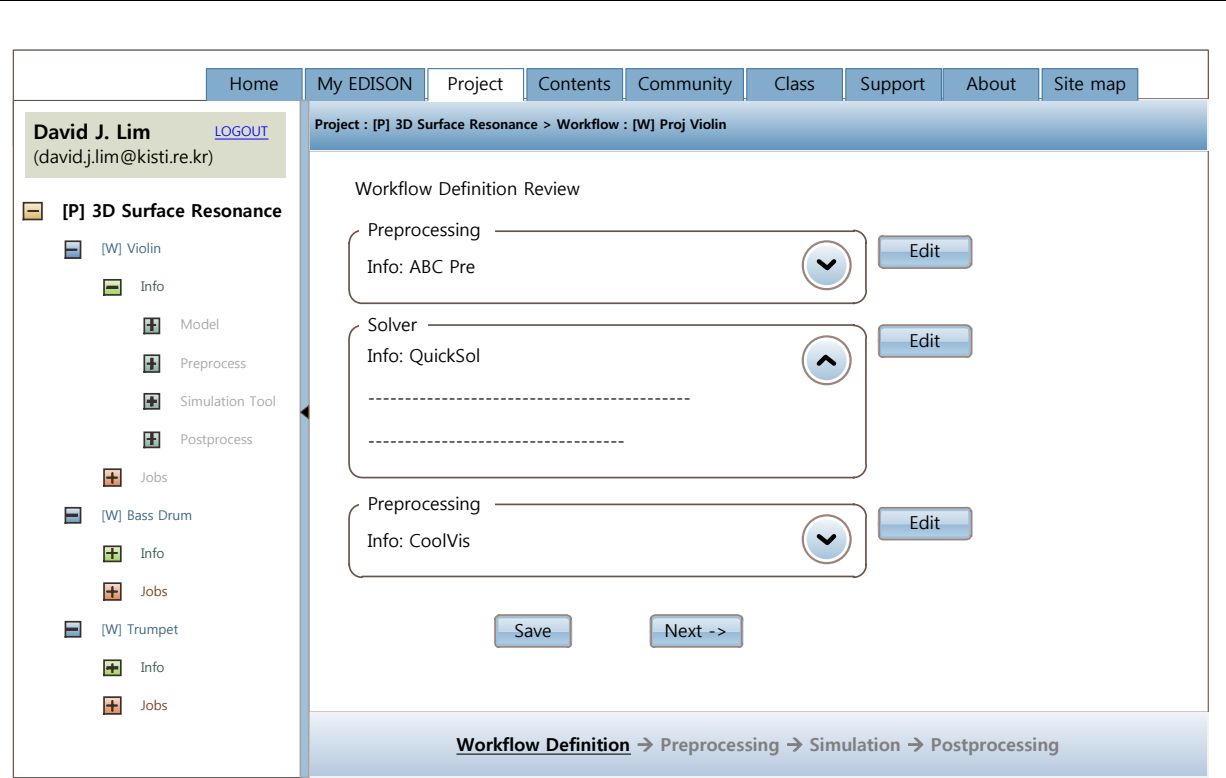 Home My EDISON Project Contents Community Class Support About Site map
David J. Lim LOGOUT
(david.j.lim@kisti.re.kr)
[P] 3D Surface Resonance
[W] Violin
Info
Model
Preprocess
Simulation Tool
Postprocess
Jobs
[W] Bass Drum
Info
Jobs
[W] Trumpet
Info
Jobs
Project : [P] 3D Surface Resonance > Workflow : [W] Proj Violin
Workflow Definition Review
Preprocessing
Info: ABC Pre
Edit
Solver
Info: QuickSol
Edit
--------------------------------------------
-----------------------------------
Preprocessing
Info: CoolVis
Edit
Save Next ->
Workflow Definition → Preprocessing → Simulation → Postprocessing